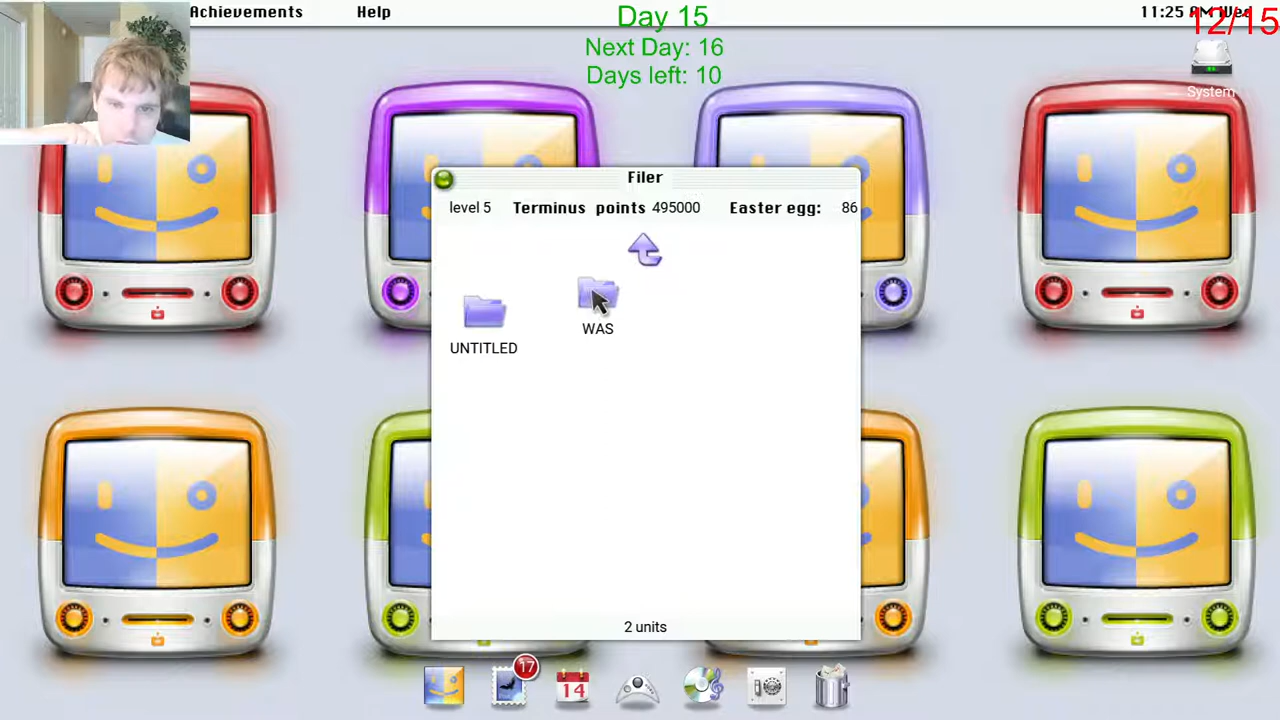 Achievements Help
11:25 AM Wed
12/15
Day 15
Next Day: 16
Days left: 10
System
Filer
level 5 Terminus points 495000 Easter egg: 86
WAS
UNTITLED
2 units
17
14